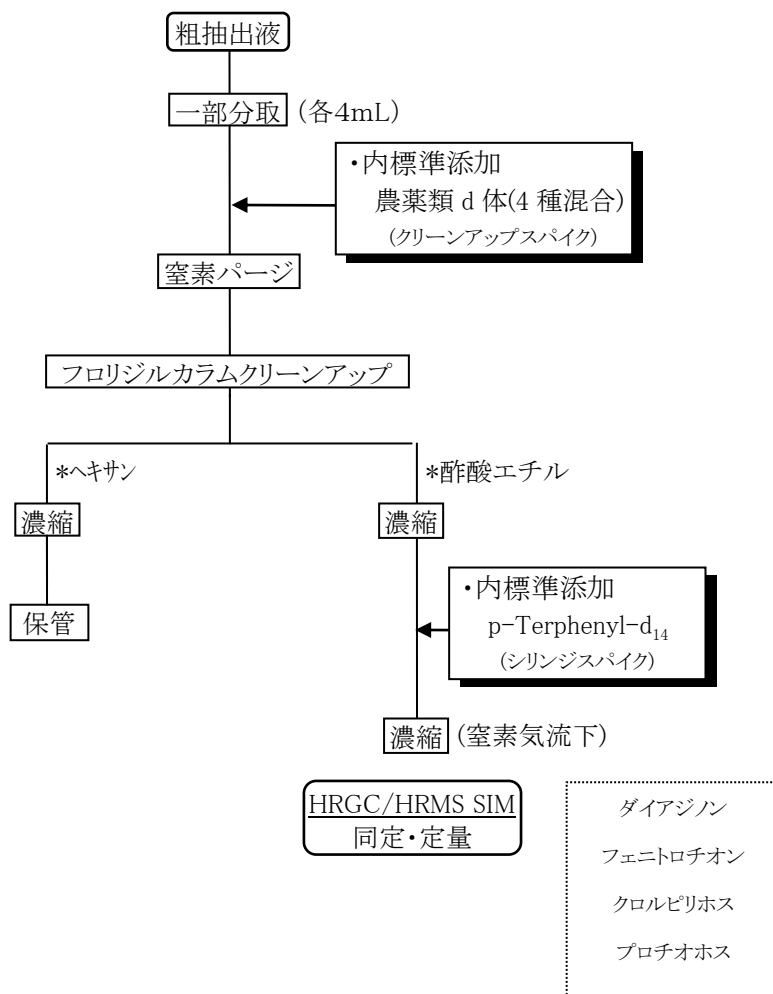 粗抽出液
一部分取 (各4mL)
・内標準添加
農薬類 d 体(4 種混合)
(クリーンアップスパイク)
窒素パージ
フロリジルカラムクリーンアップ
*ヘキサン
*酢酸エチル
濃縮
濃縮
・内標準添加
p-Terphenyl-d14
(シリンジスパイク)
保管
濃縮 (窒素気流下)
HRGC/HRMS SIM
同定・定量
ダイアジノン
フェニトロチオン
クロルピリホス
プロチオホス